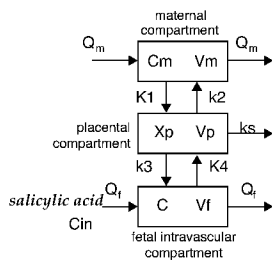 maternal
compartment
Qm Qm
Cm Vm
K1 k2
placental
compartment
Xp Vp ks
k3 K4
salicylic acid Qf Qf
C Vf
Cin
fetal intravascular
compartment